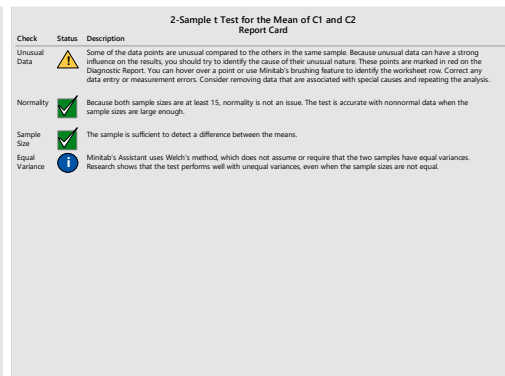 2-Sample t Test for the Mean of C1 and C2
Report Card
Check Status Description
Unusual Data
Some of the data points are unusual compared to the others in the same sample. Because unusual data can have a strong
influence on the results, you should try to identify the cause of their unusual nature. These points are marked in red on the
Diagnostic Report. You can hover over a point or use Minitab's brushing feature to identify the worksheet row. Correct any
data entry or measurement errors. Consider removing data that are associated with special causes and repeating the analysis.
Normality
Because both sample sizes are at least 15, normality is not an issue. The test is accurate with nonnormal data when the
sample sizes are large enough.
Sample
Size
The sample is sufficient to detect a difference between the means.
Equal
Variance
i
Minitab's Assistant uses Welch's method, which does not assume or require that the two samples have equal variances.
Research shows that the test performs well with unequal variances, even when the sample sizes are not equal.